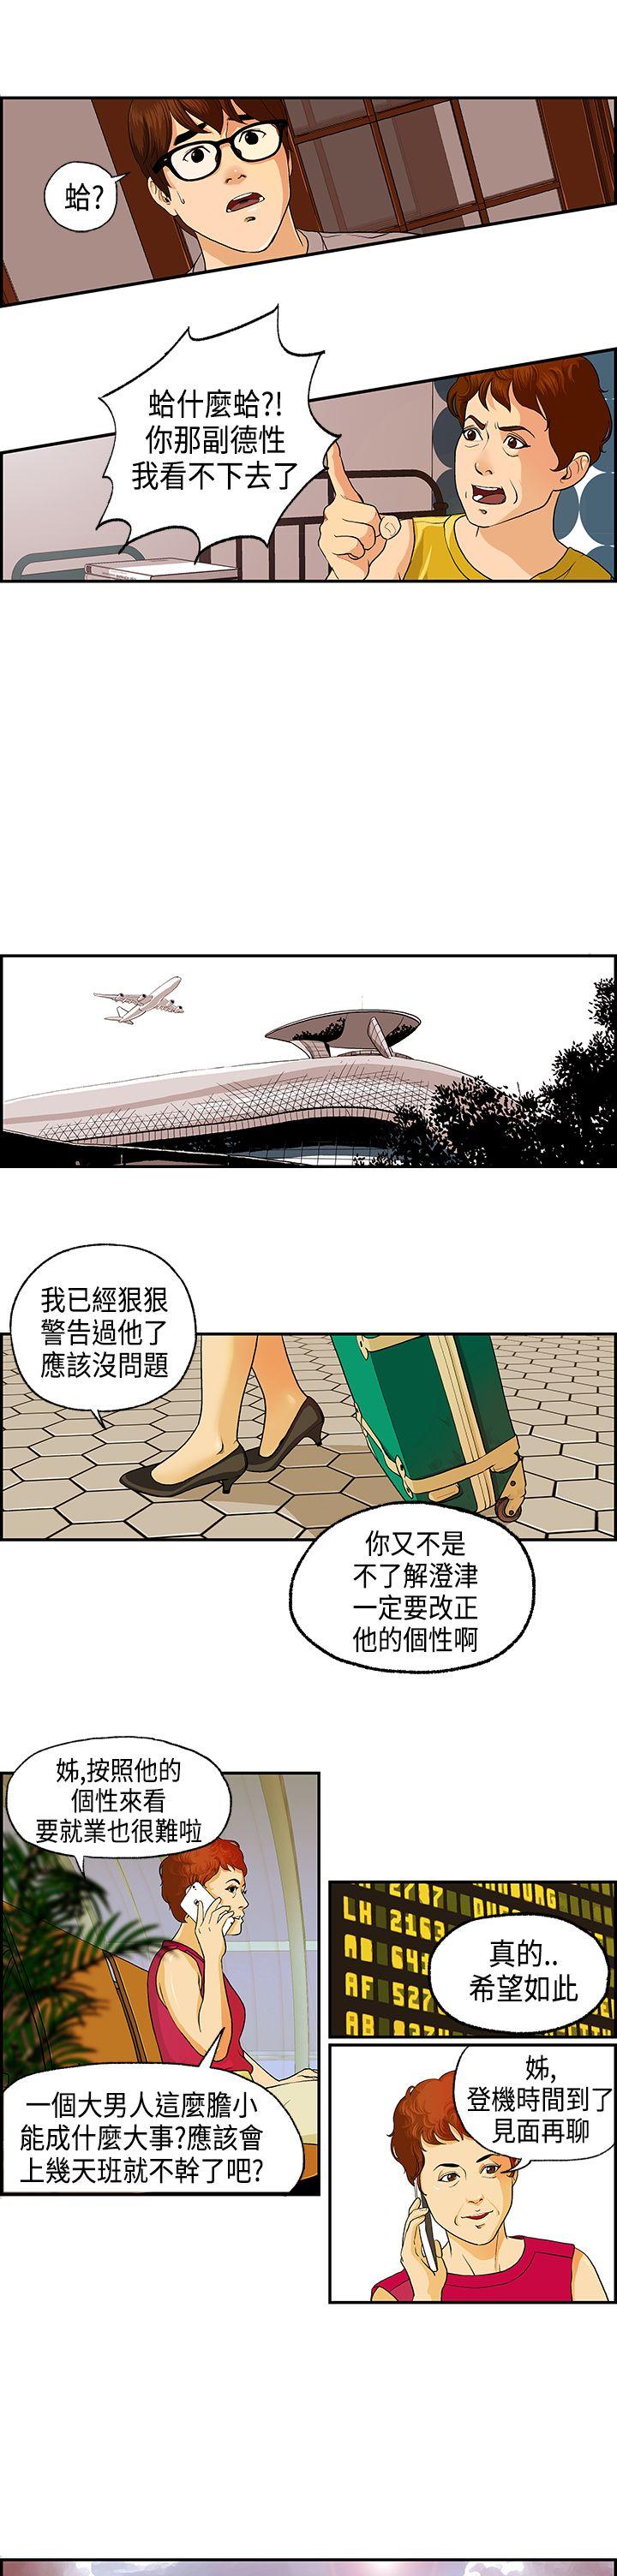 蛤?
蛤什麼蛤?!
你那副德性
我看不下去了
我已經狠狠
警告過他了
應該沒問題
你又不是
不了解澄津
一定要改正
他的個性啊
姊,按照他的
個性來看
要就業也很難啦
一個大男人這麼膽小
能成什麼大事?應該會
上幾天班就不幹了吧?
LH 2163
AF 527
真的..
希望如此
姊,
登機時間到了
見面再聊